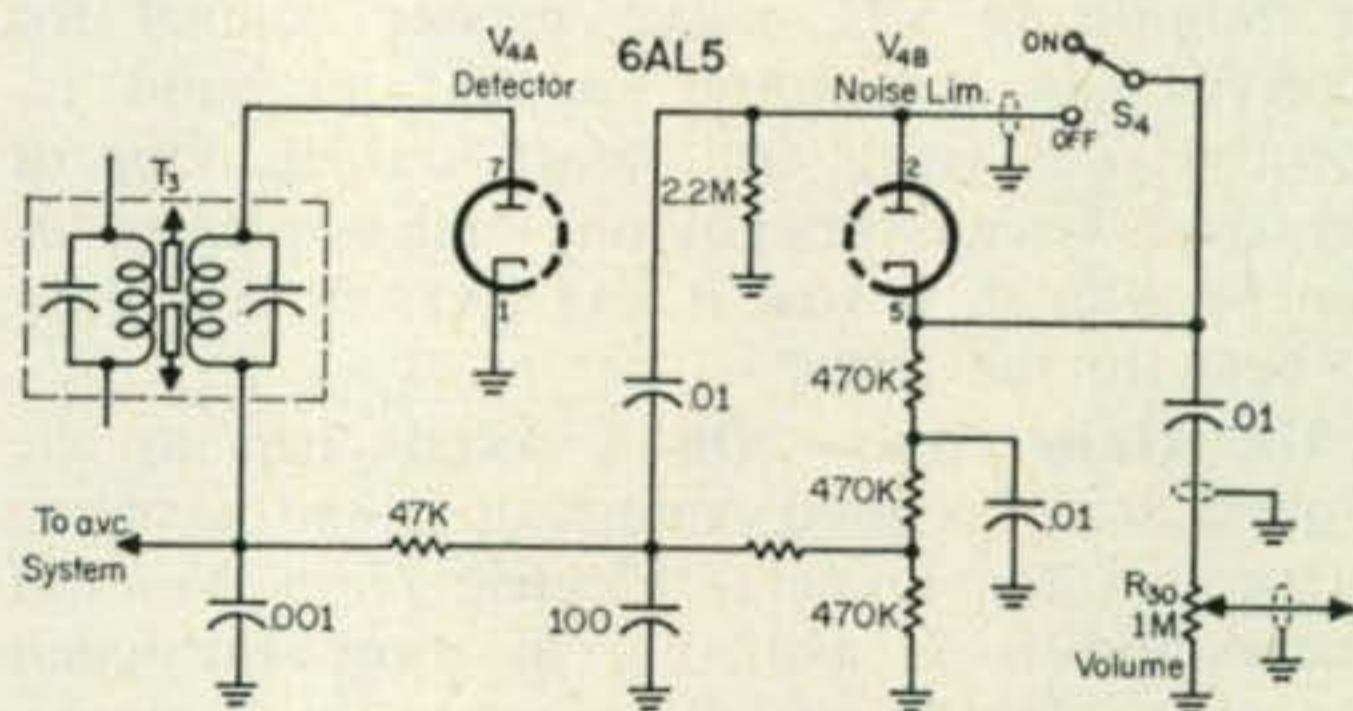 V4A
Detector
6AL5
V4B
Noise Lim.
ON
OFF
S4
T3
7
1
2
5
2.2M
.01
470K
470K
470K
.01
.01
47K
To avc
System
.001
100
R30
1M
Volume